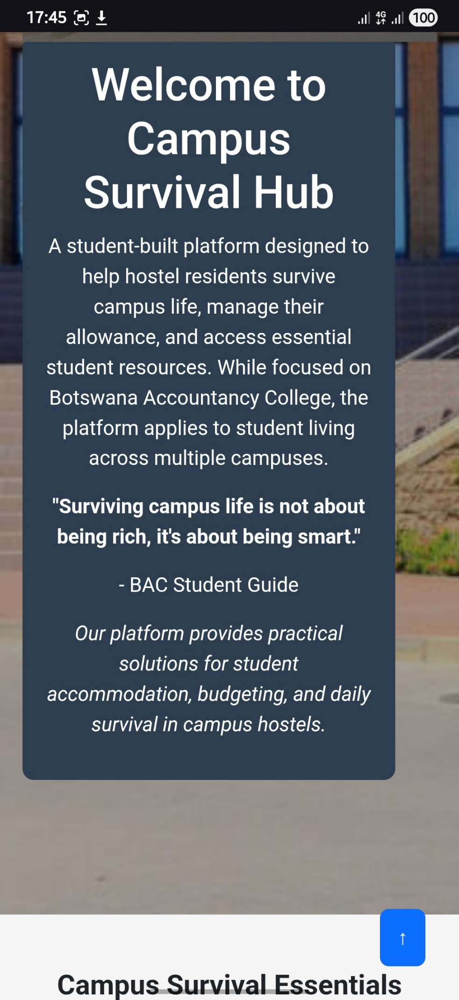 17:45
4G
100
Welcome to
Campus
Survival Hub
A student-built platform designed to
help hostel residents survive
campus life, manage their
allowance, and access essential
student resources. While focused on
Botswana Accountancy College, the
platform applies to student living
across multiple campuses.
"Surviving campus life is not about
being rich, it's about being smart."
- BAC Student Guide
Our platform provides practical
solutions for student
accommodation, budgeting, and daily
survival in campus hostels.
↑
Campus Survival Essentials